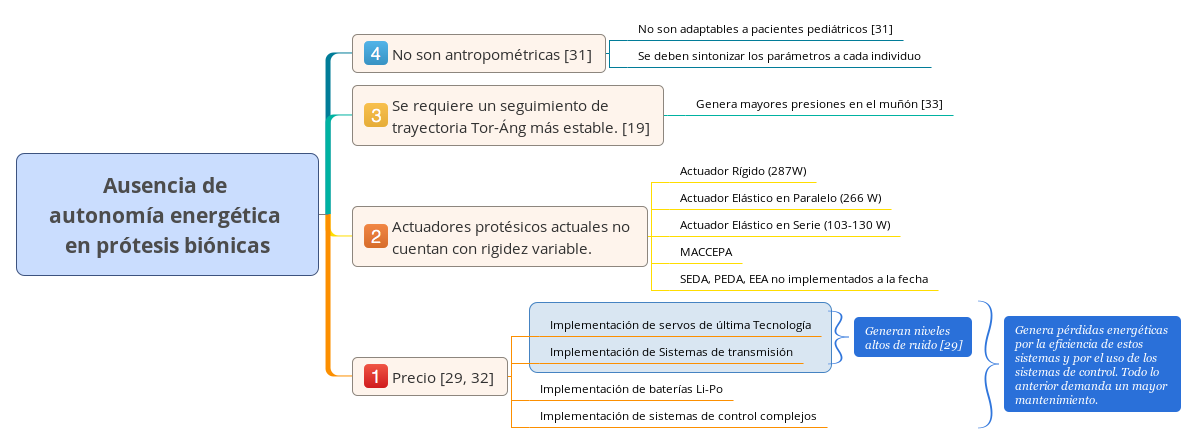 Ausencia de
autonomía energética
en prótesis biónicas
4 No son antropométricas [31]
No son adaptables a pacientes pediátricos [31]
Se deben sintonizar los parámetros a cada individuo
3 Se requiere un seguimiento de
trayectoria Tor-Áng más estable. [19]
Genera mayores presiones en el muñón [33]
2 Actuadores protésicos actuales no
cuentan con rigidez variable.
Actuador Rígido (287W)
Actuador Elástico en Paralelo (266 W)
Actuador Elástico en Serie (103-130 W)
MACCEPA
SEDA, PEDA, EEA no implementados a la fecha
1 Precio [29, 32]
Implementación de servos de última Tecnología
Implementación de Sistemas de transmisión
Implementación de baterías Li-Po
Implementación de sistemas de control complejos
Generan niveles
altos de ruido [29]
Genera pérdidas energéticas
por la eficiencia de estos
sistemas y por el uso de los
sistemas de control. Todo lo
anterior demanda un mayor
mantenimiento.